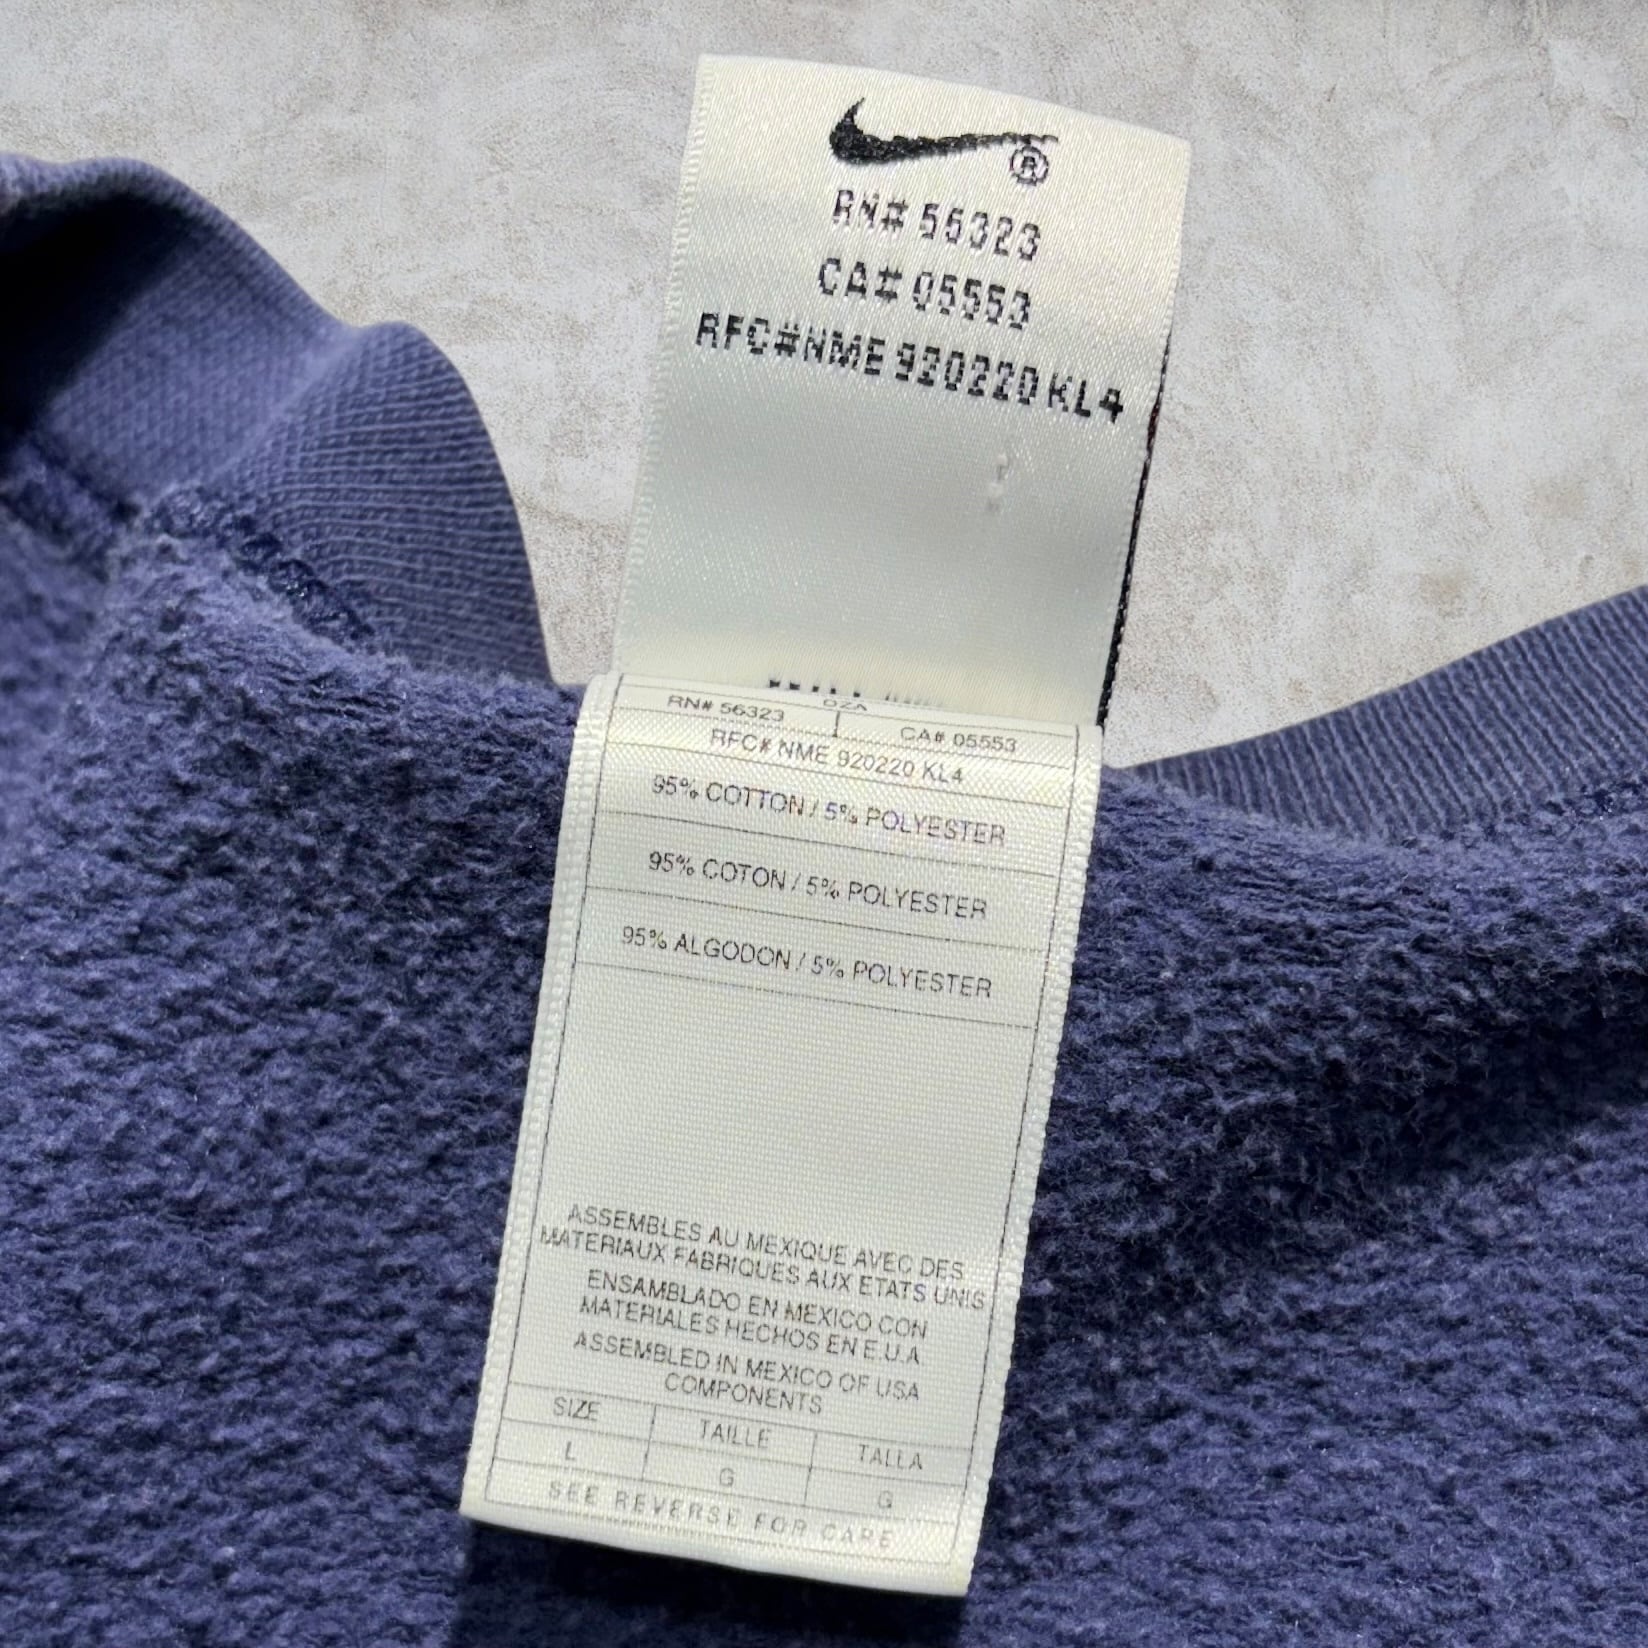 RN# 56323
CA# 05553
RFC#NME 920220 KL4
OZA
RN# 56323
CA# 05553
RFC# NME 920220 KL4
95% COTTON / 5% POLYESTER
95% COTON / 5% POLYESTER
95% ALGODON / 5% POLYESTER
ASSEMBLES AU MEXIQUE AVEC DES
MATERIAUX FABRIQUES AUX ETATS UNIS
ENSAMBLADO EN MEXICO CON
MATERIALES HECHOS EN E.U.A.
ASSEMBLED IN MEXICO OF USA
COMPONENTS
SIZE TAILLE TALLA
L G G
SEE REVERSE FOR CARE